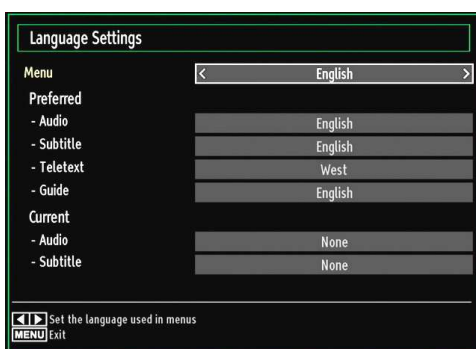 Language Settings
Menu < English >
Preferred
- Audio English
- Subtitle English
- Teletext West
- Guide English
Current
- Audio None
- Subtitle None
Set the language used in menus
MENU Exit